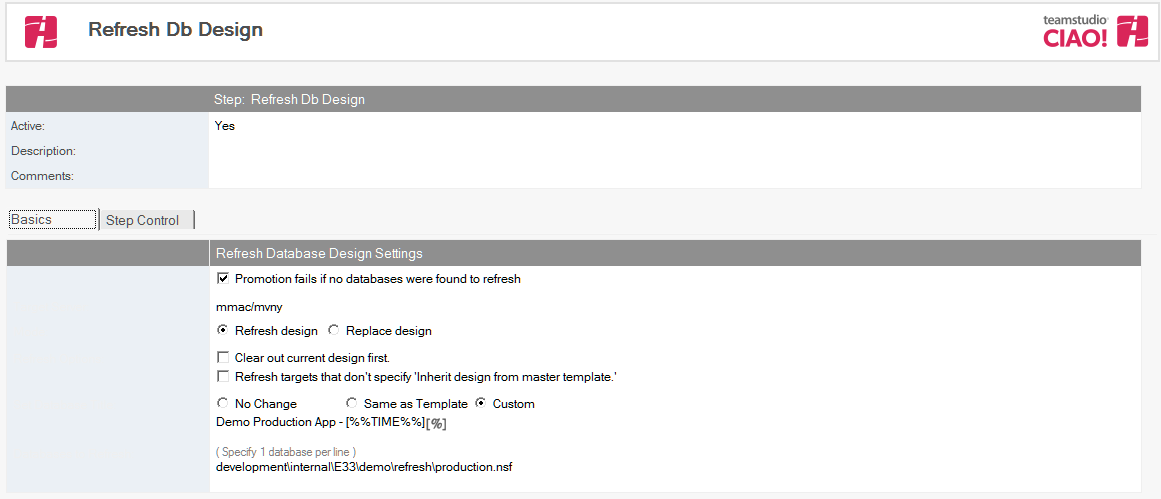 Refresh Db Design
teamstudio
CIAO!
Step: Refresh Db Design
Active: Yes
Description:
Comments:
Basics Step Control
Refresh Database Design Settings
Promotion fails if no databases were found to refresh
mmac/mvny
Refresh design Replace design
Clear out current design first.
Refresh targets that don't specify 'Inherit design from master template.'
No Change Same as Template Custom
Demo Production App - [%%TIME%%][%]
( Specify 1 database per line )
development\internal\E33\demo\refresh\production.nsf